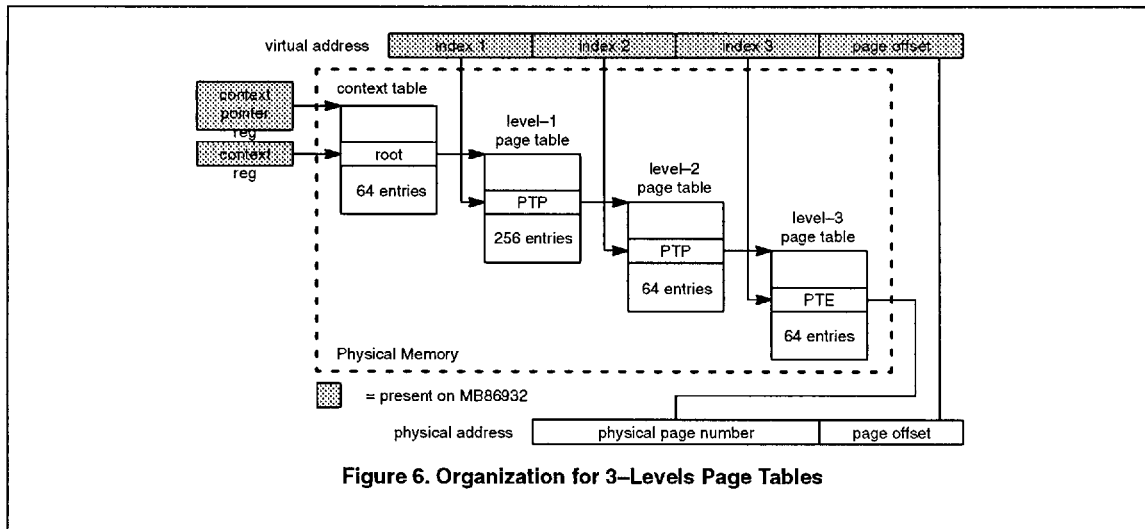 virtual address
index 1
index 2
index 3
page offset
context
pointer
reg
context
reg
context table
root
64 entries
level–1
page table
PTP
256 entries
level–2
page table
PTP
64 entries
level–3
page table
PTE
64 entries
Physical Memory
= present on MB86932
physical address
physical page number
page offset
Figure 6. Organization for 3–Levels Page Tables